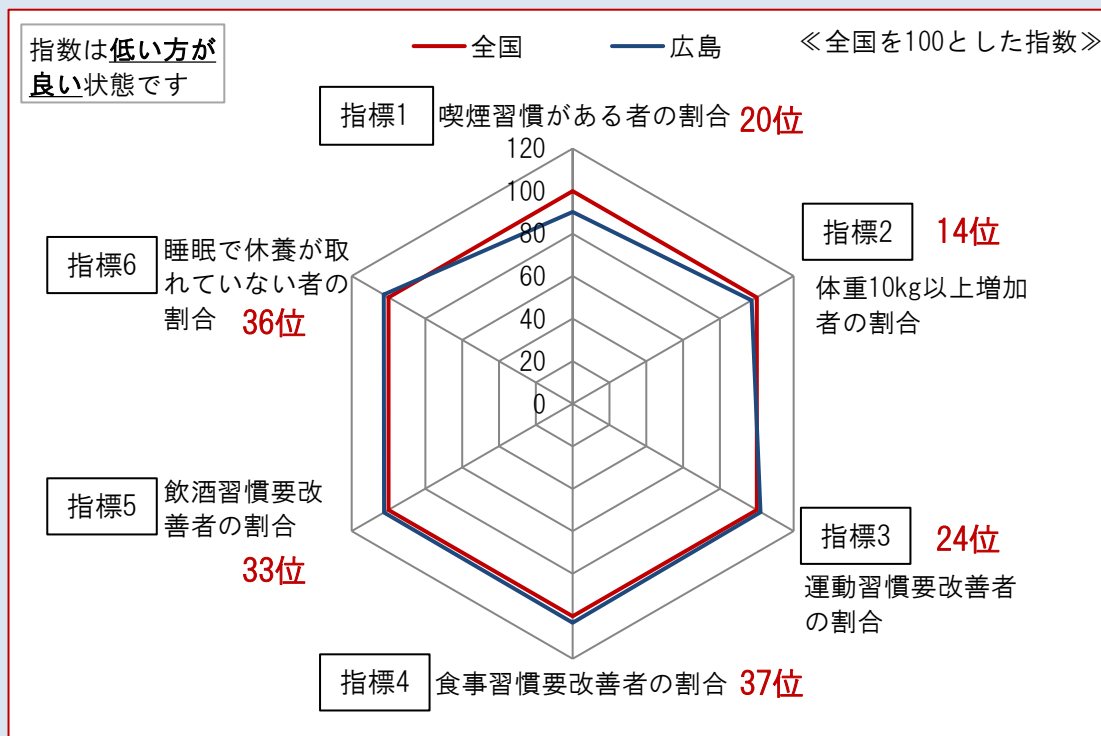 指数は低い方が
良い状態です
全国
広島
≪全国を100とした指数≫
指標1
喫煙習慣がある者の割合
20位
120
100
80
60
40
20
0
指標2
14位
体重10kg以上増加
者の割合
指標3
24位
運動習慣要改善者
の割合
指標4
食事習慣要改善者の割合
37位
指標5
飲酒習慣要改
善者の割合
33位
指標6
睡眠で休養が取
れていない者の
割合
36位